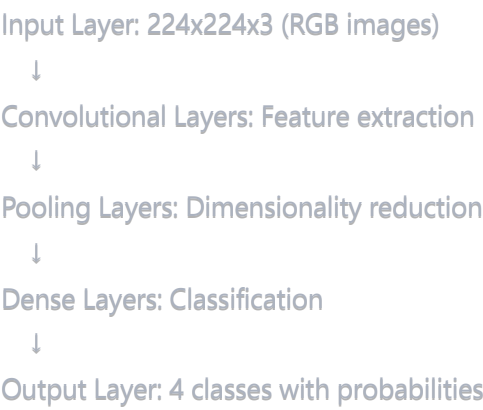 Input Layer: 224x224x3 (RGB images)
↓
Convolutional Layers: Feature extraction
↓
Pooling Layers: Dimensionality reduction
↓
Dense Layers: Classification
↓
Output Layer: 4 classes with probabilities